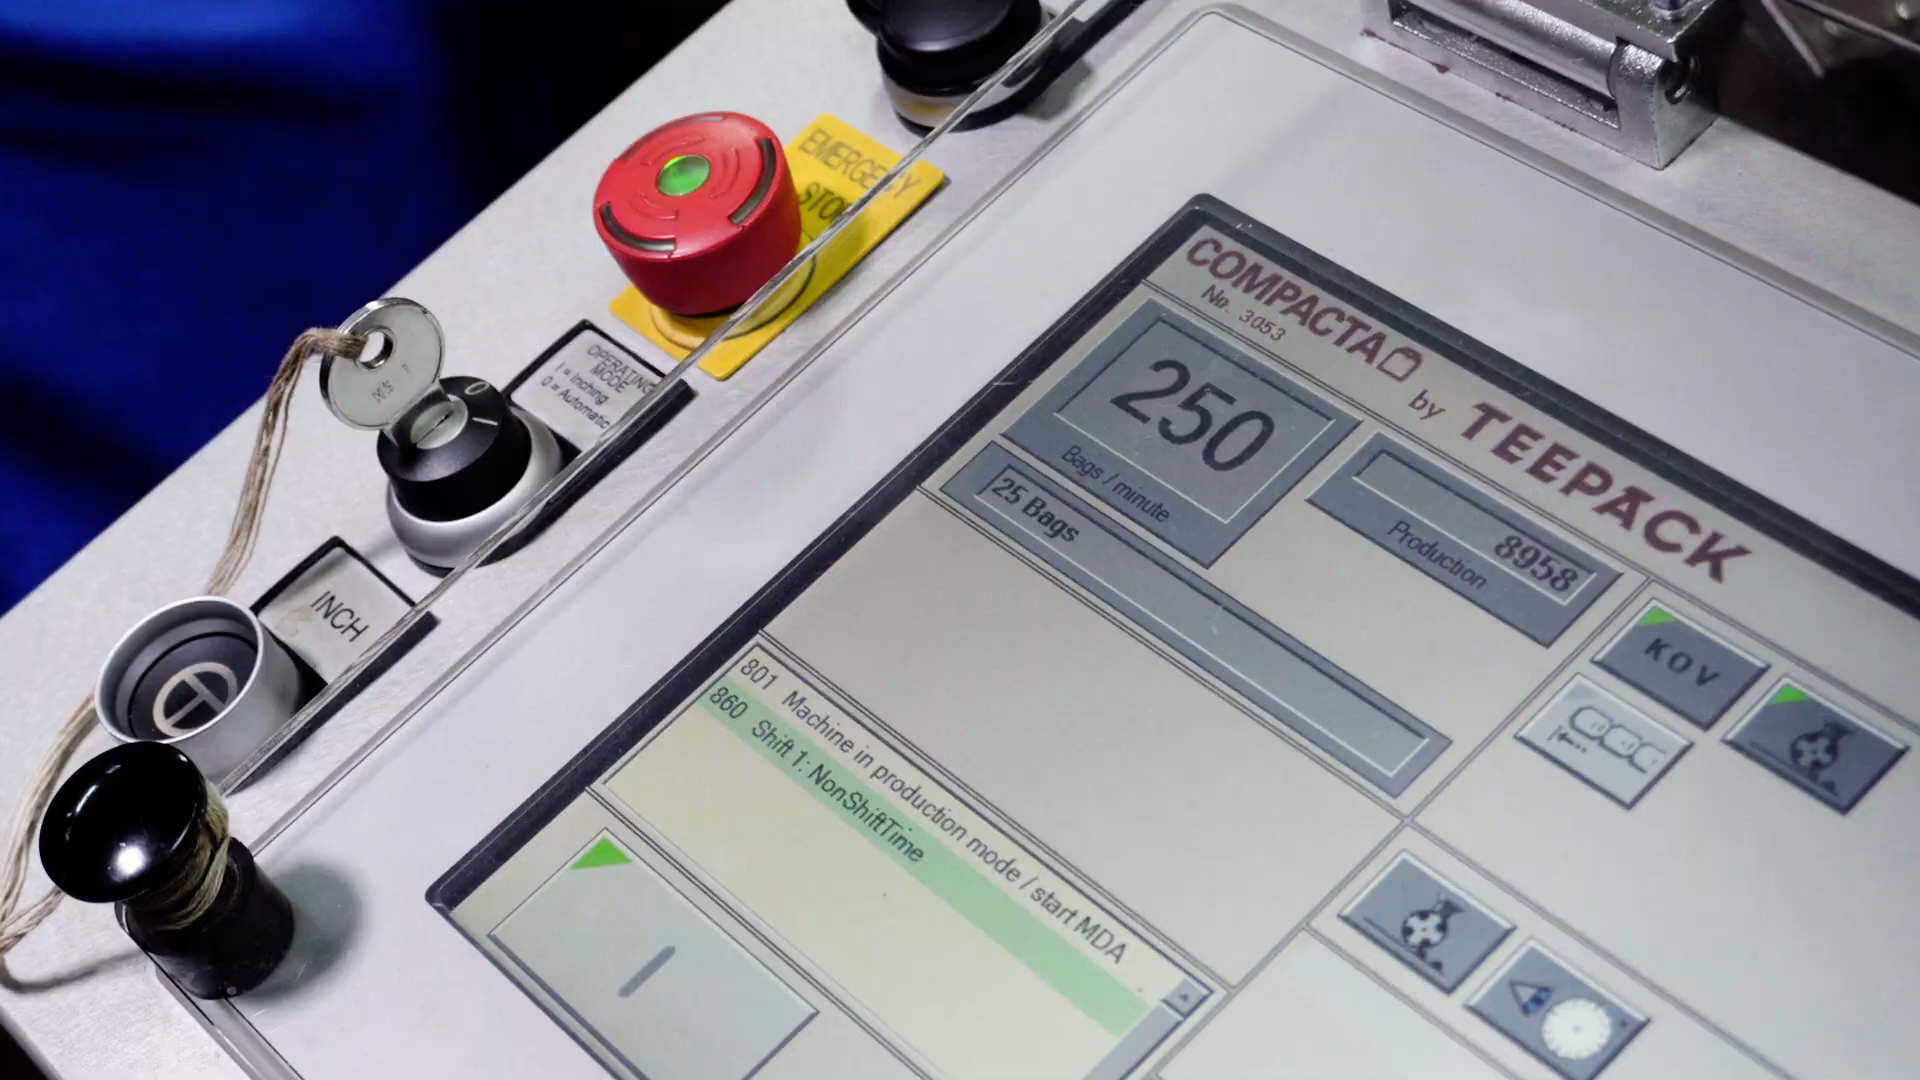 EMERGENCY
STOP
OPERATING
MODE
I = Inching
0 = Automatic
0
I
INCH
COMPACTA
No. 3053
by TEEPACK
250
Bags / minute
8958
Production
25 Bags
KOV
801 Machine in production mode / start MDA
860 Shift 1: NonShiftTime
I